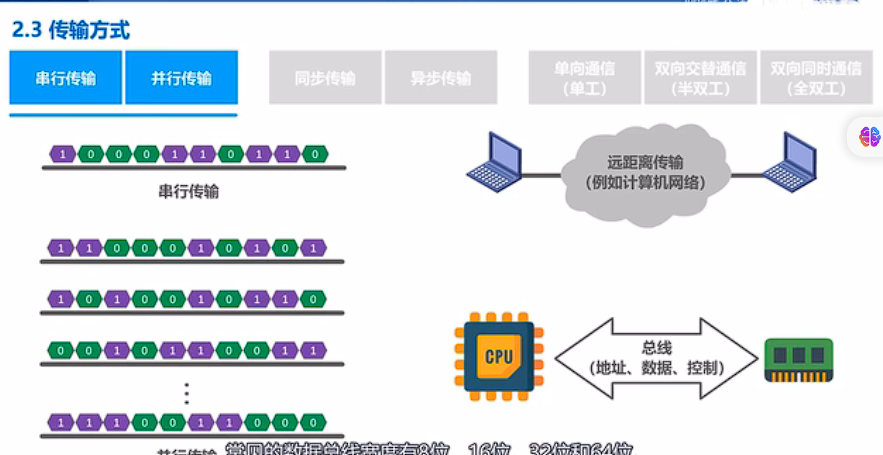 2.3 传输方式
串行传输 并行传输 同步传输 异步传输 单向通信 双向交替通信 双向同时通信
(单工) (半双工) (全双工)
1 0 0 0 1 1 0 1 1 0
串行传输
远距离传输
(例如计算机网络)
1 1 0 0 0 1 0 1 0 1
1 0 1 0 0 1 0 1 1 0
0 0 1 0 1 1 0 0 1 1
⋮
1 1 1 0 0 1 1 0 0 0
CPU
总线
(地址、数据、控制)
并行传输
常见的数据总线宽度有8位、16位、32位和64位